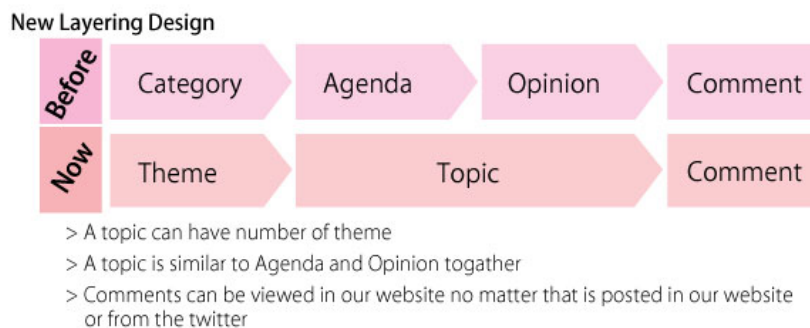 New Layering Design
Before Category Agenda Opinion Comment
Now Theme Topic Comment
> A topic can have number of theme
> A topic is similar to Agenda and Opinion togather
> Comments can be viewed in our website no matter that is posted in our website
or from the twitter